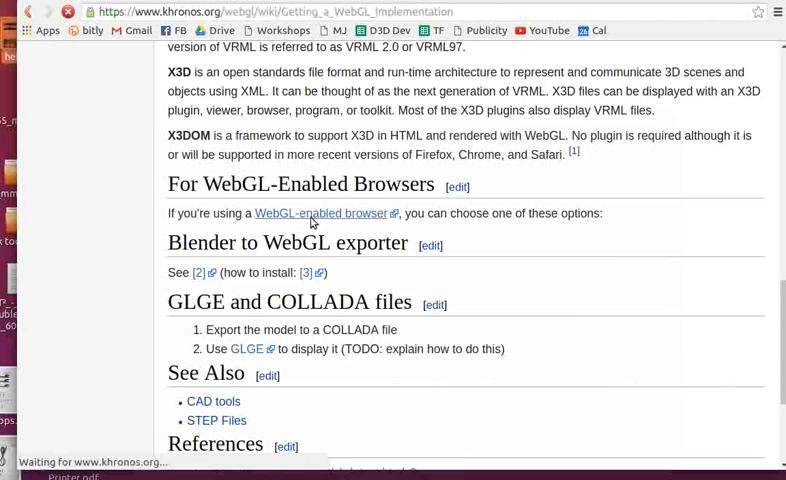 https://www.khronos.org/webgl/wiki/Getting_a_WebGL_Implementation
Apps bitly Gmail FB Drive Workshops MJ D3D Dev TF Publicity YouTube Cal
version of VRML is referred to as VRML 2.0 or VRML97.
X3D is an open standards file format and run-time architecture to represent and communicate 3D scenes and
objects using XML. It can be thought of as the next generation of VRML. X3D files can be displayed with an X3D
plugin, viewer, browser, program, or toolkit. Most of the X3D plugins also display VRML files.
X3DOM is a framework to support X3D in HTML and rendered with WebGL. No plugin is required although it is
or will be supported in more recent versions of Firefox, Chrome, and Safari. [1]
For WebGL-Enabled Browsers [edit]
If you're using a WebGL-enabled browser, you can choose one of these options:
Blender to WebGL exporter [edit]
See [2] (how to install: [3])
GLGE and COLLADA files [edit]
1. Export the model to a COLLADA file
2. Use GLGE to display it (TODO: explain how to do this)
See Also [edit]
CAD tools
STEP Files
References [edit]
Waiting for www.khronos.org...
Printer.pdf